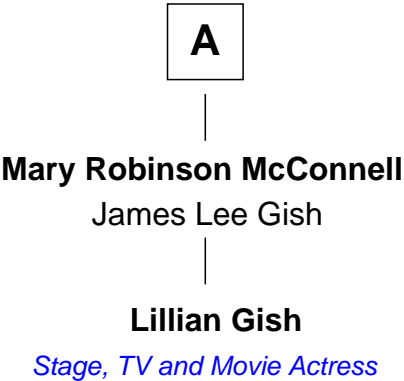 A
Mary Robinson McConnell
James Lee Gish
Lillian Gish
Stage, TV and Movie Actress